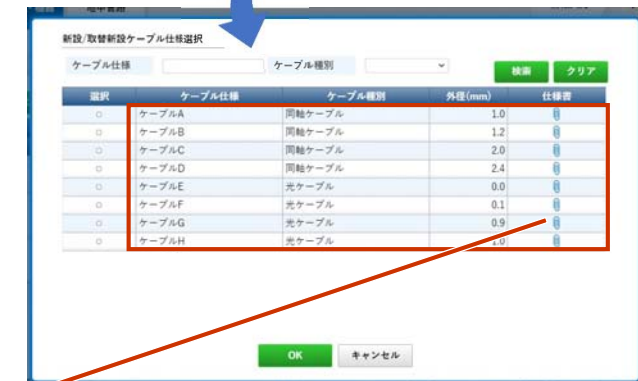 新設/取替新設ケーブル仕様選択
ケーブル仕様 ケーブル種別 検索 クリア
選択 ケーブル仕様 ケーブル種別 外径(mm) 仕様書
ケーブルA 同軸ケーブル 1.0
ケーブルB 同軸ケーブル 1.2
ケーブルC 同軸ケーブル 2.0
ケーブルD 同軸ケーブル 2.4
ケーブルE 光ケーブル 0.0
ケーブルF 光ケーブル 0.1
ケーブルG 光ケーブル 0.9
ケーブルH 光ケーブル 1.0
OK キャンセル